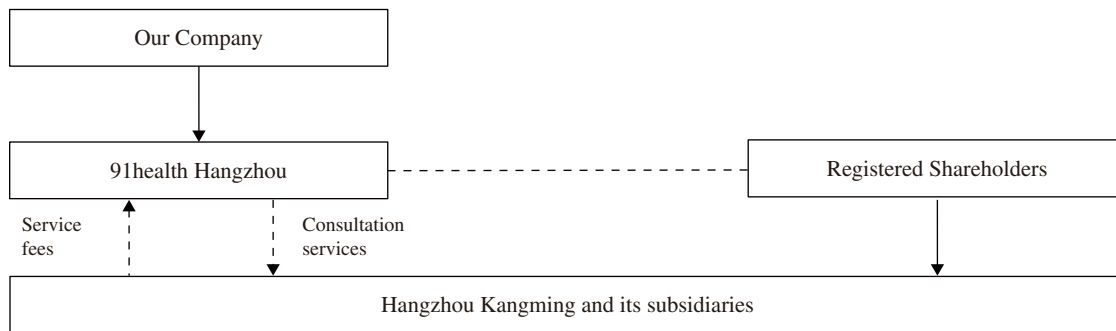 Our Company
91health Hangzhou
Registered Shareholders
Service
fees
Consultation
services
Hangzhou Kangming and its subsidiaries